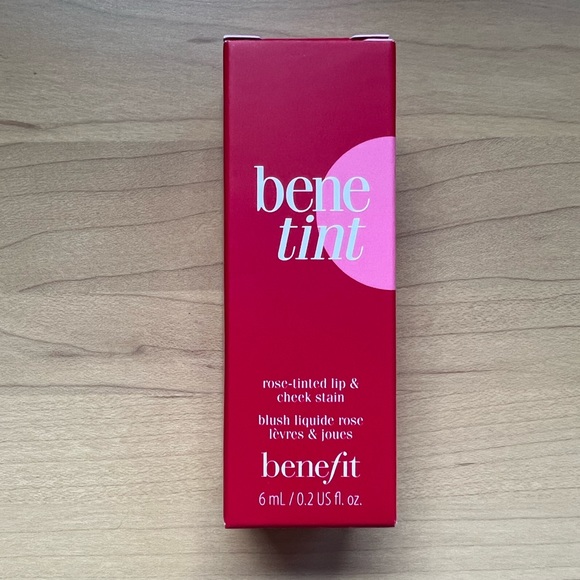 bene
tint
rose-tinted lip &
cheek stain
blush liquide rose
lèvres & joues
benefit
6 mL / 0.2 US fl. oz.